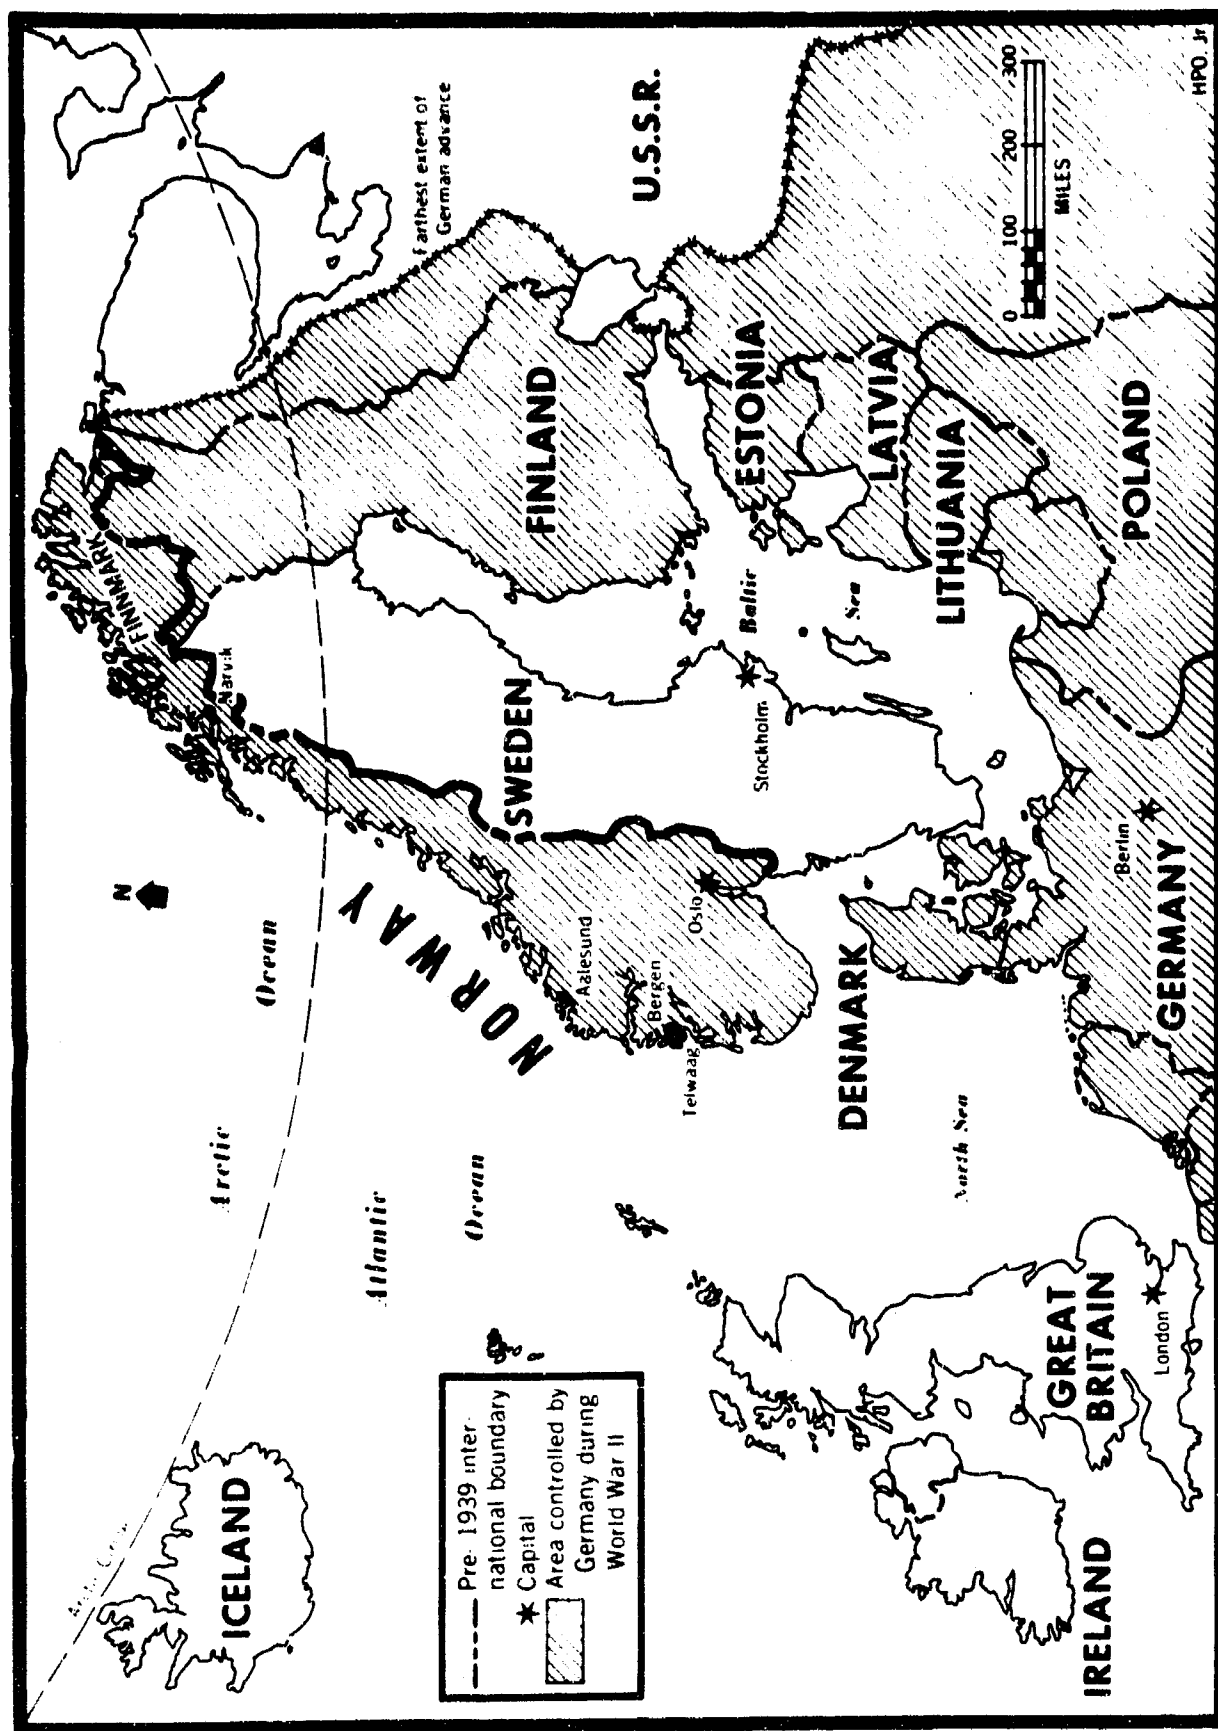 Arctic
Ocean
Atlantic
Ocean
N
NORWAY
FINNMARK
Narvik
Aalesund
Bergen
Telwaag
Oslo
SWEDEN
Stockholm
FINLAND
Farthest extent of
German advance
U.S.S.R.
ICELAND
Baltic
Sea
ESTONIA
LATVIA
LITHUANIA
POLAND
DENMARK
North Sea
GERMANY
Berlin
GREAT
BRITAIN
London
IRELAND
Pre- 1939 inter-
national boundary
Capital
Area controlled by
Germany during
World War II
0 100 200 300
MILES
HPO, Jr